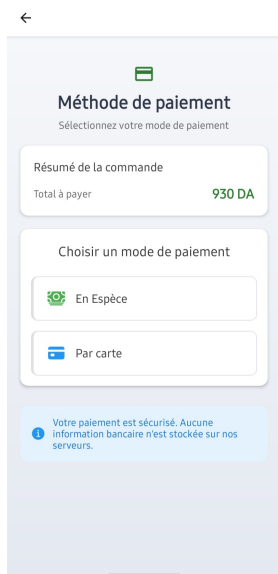 Méthode de paiement
Sélectionnez votre mode de paiement
Résumé de la commande
Total à payer 930 DA
Choisir un mode de paiement
En Espèce
Par carte
Votre paiement est sécurisé. Aucune
information bancaire n'est stockée sur nos
serveurs.